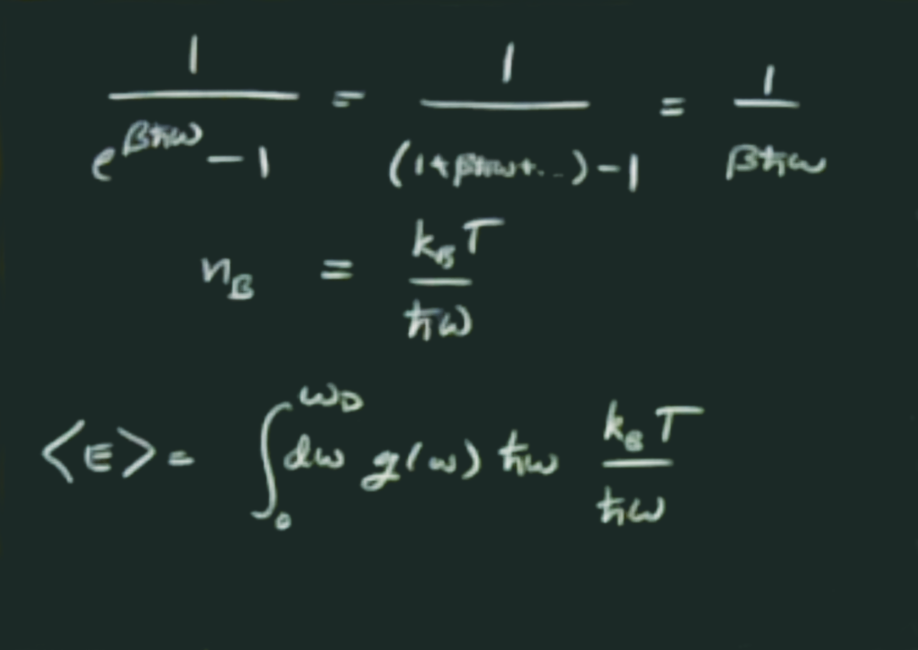 1/(e^{βħω} − 1) = 1/((1+βħω+...)−1) = 1/(βħω)
n_B = k_B T/(ħω)
<E> = ∫_0^{ω_D} dω g(ω) ħω k_B T/(ħω)